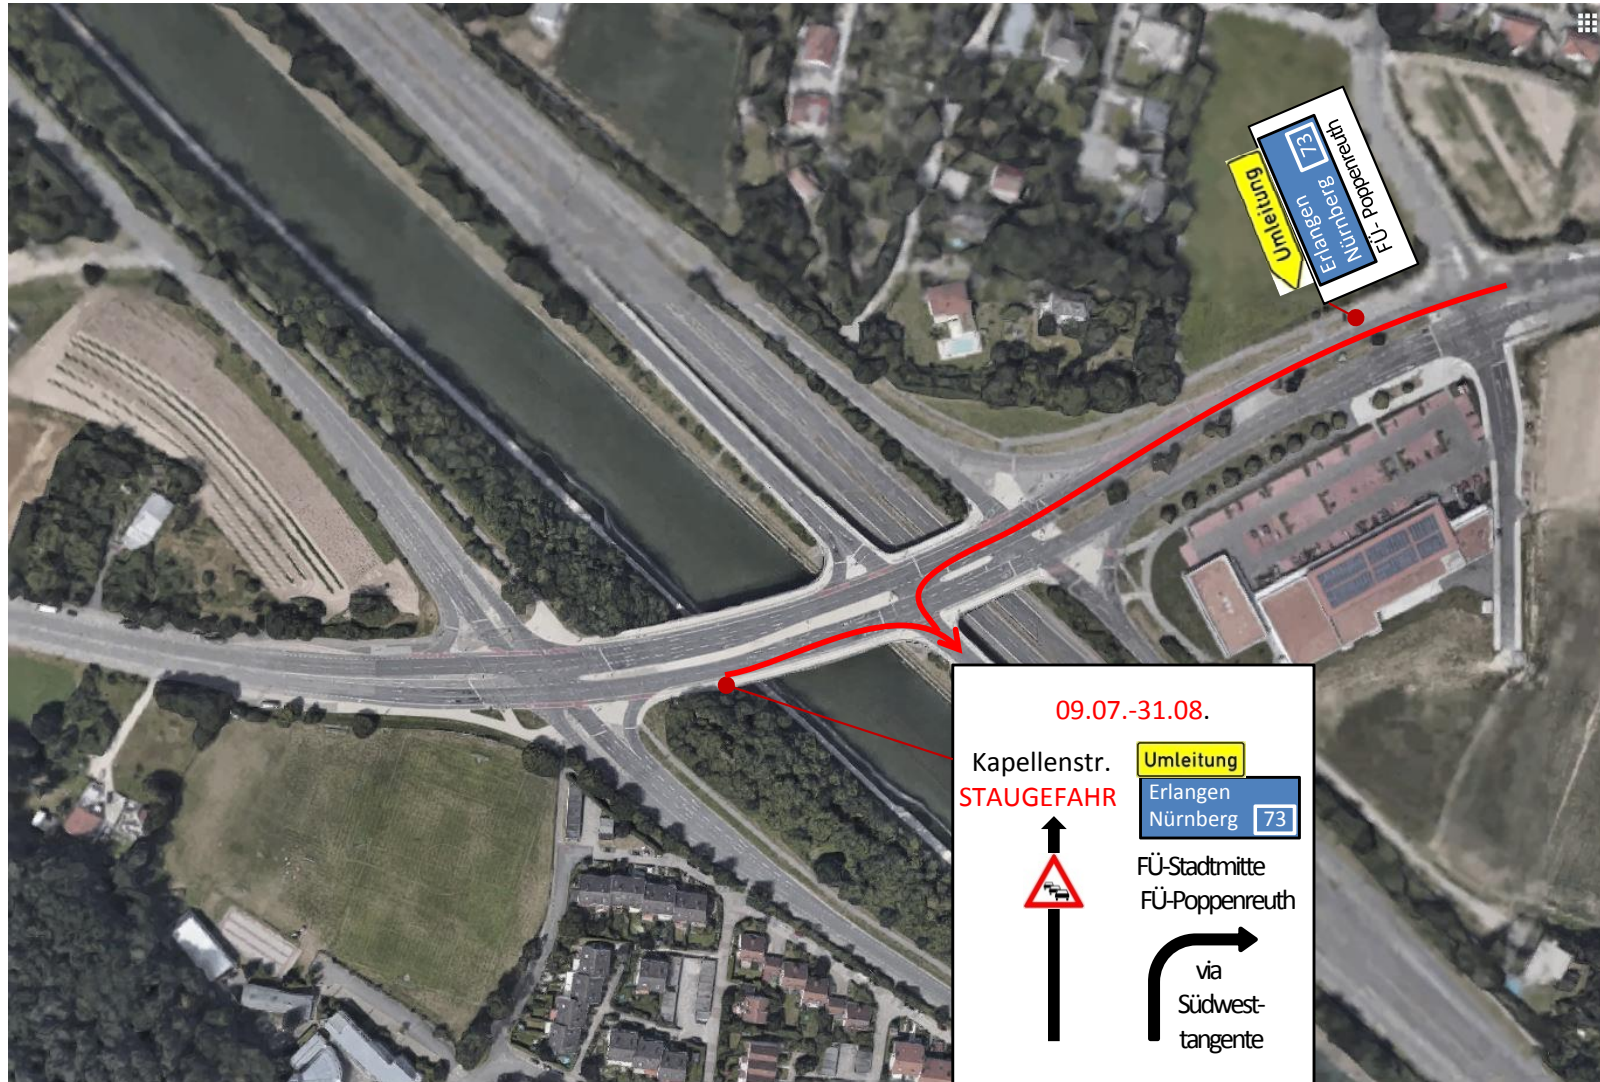 Umleitung
Erlangen
Nürnberg 73
FÜ- Poppenreuth
09.07.-31.08.
Kapellenstr.
STAUGEFAHR
Umleitung
Erlangen
Nürnberg 73
FÜ-Stadtmitte
FÜ-Poppenreuth
via
Südwest-
tangente